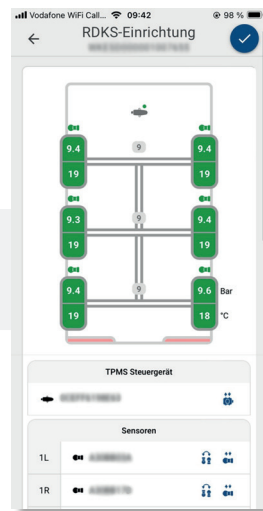 Vodafone WiFi Call... 09:42 98 %
RDKS-Einrichtung
9.4 9 9.4
19 19
9.3 9 9.4
19 19
9.4 9 9.6 Bar
19 18 °C
TPMS Steuergerät
Sensoren
1L
1R